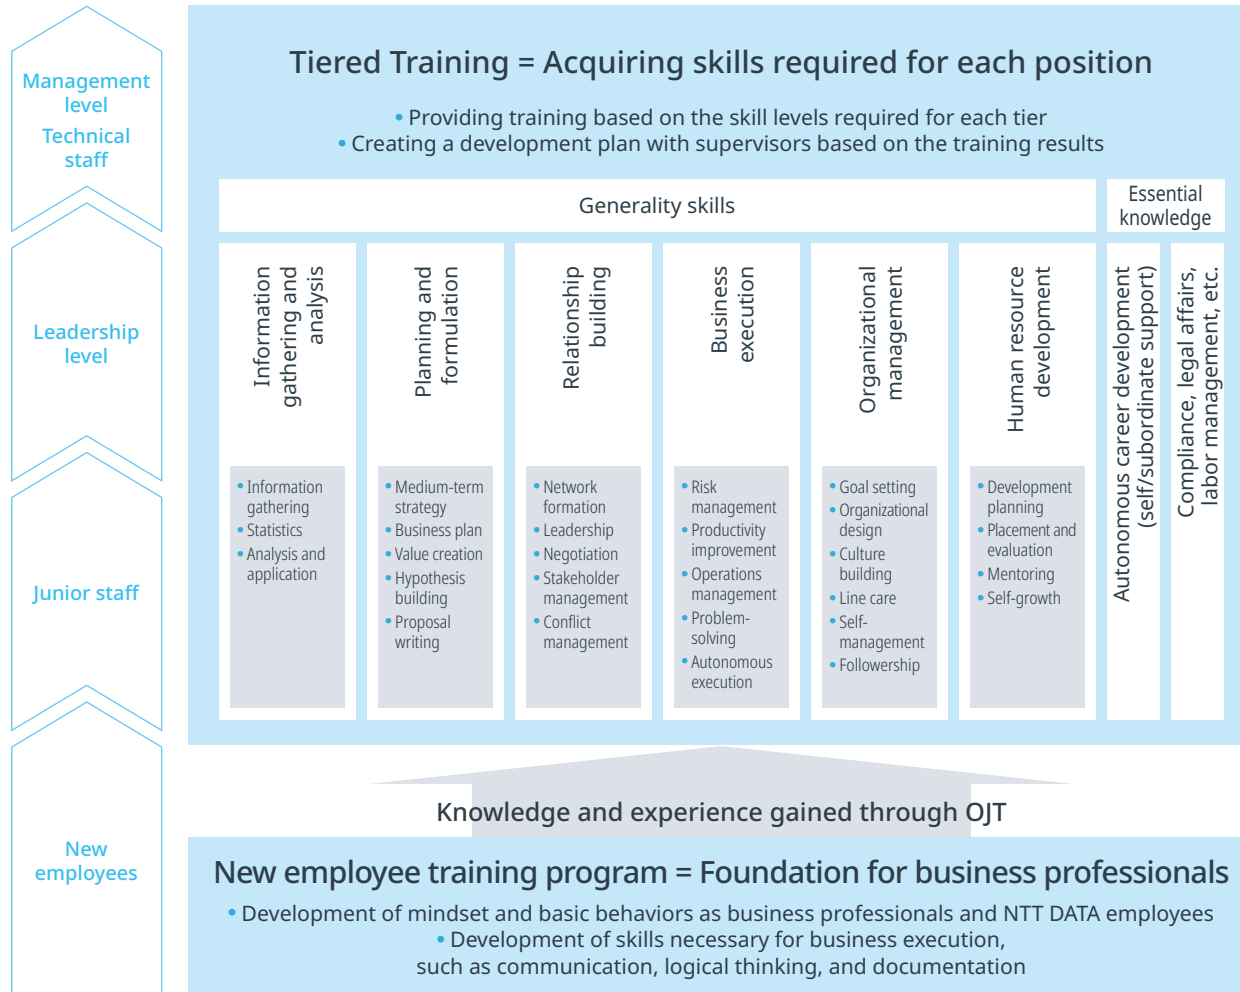 Management
level
Technical
staff
Leadership
level
Junior staff
New
employees
Tiered Training = Acquiring skills required for each position
• Providing training based on the skill levels required for each tier
• Creating a development plan with supervisors based on the training results
Generality skills
Essential
knowledge
Information
gathering and
analysis
• Information
gathering
• Statistics
• Analysis and
application
Planning and
formulation
• Medium-term
strategy
• Business plan
• Value creation
• Hypothesis
building
• Proposal
writing
Relationship
building
• Network
formation
• Leadership
• Negotiation
• Stakeholder
management
• Conflict
management
Business
execution
• Risk
management
• Productivity
improvement
• Operations
management
• Problem-
solving
• Autonomous
execution
Organizational
management
• Goal setting
• Organizational
design
• Culture
building
• Line care
• Self-
management
• Followership
Human resource
development
• Development
planning
• Placement and
evaluation
• Mentoring
• Self-growth
Autonomous career development
(self/subordinate support)
Compliance, legal affairs,
labor management, etc.
Knowledge and experience gained through OJT
New employee training program = Foundation for business professionals
• Development of mindset and basic behaviors as business professionals and NTT DATA employees
• Development of skills necessary for business execution,
such as communication, logical thinking, and documentation